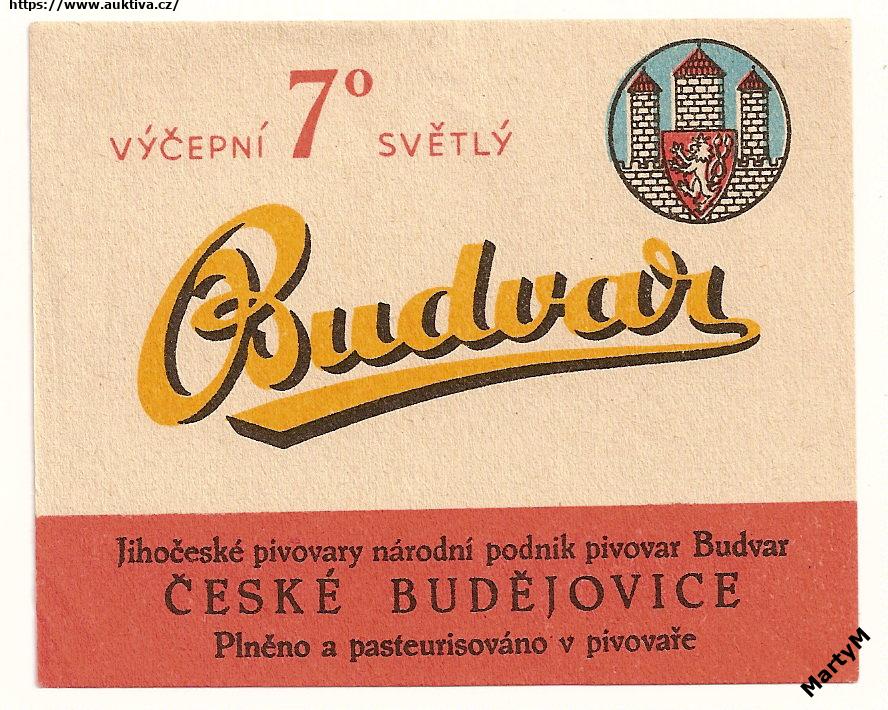 https://www.auktiva.cz/
VÝČEPNÍ 7° SVĚTLÝ
Budvar
Jihočeské pivovary národní podnik pivovar Budvar
ČESKÉ BUDĚJOVICE
Plněno a pasteurisováno v pivovaře
MartyM